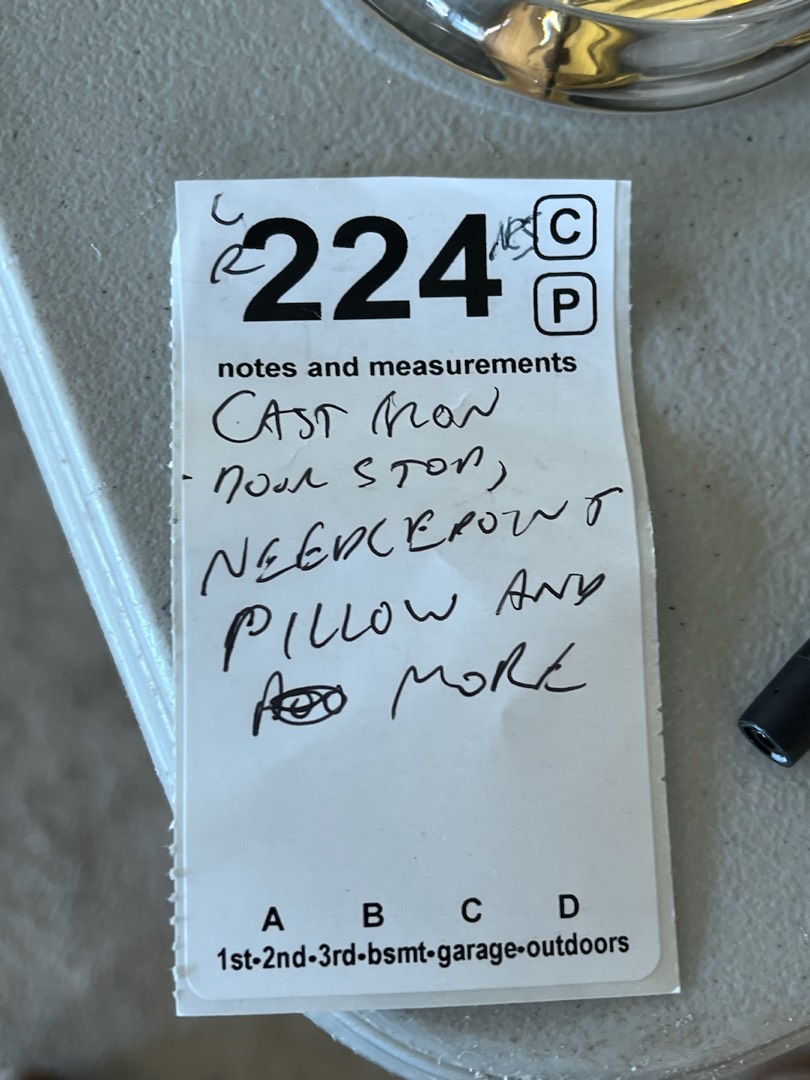 L
R
224 C
P
notes and measurements
CAST IRON
DOOR STOP,
NEEDLEPOINT
PILLOW AND
MORE
A B C D
1st•2nd•3rd•bsmt•garage•outdoors